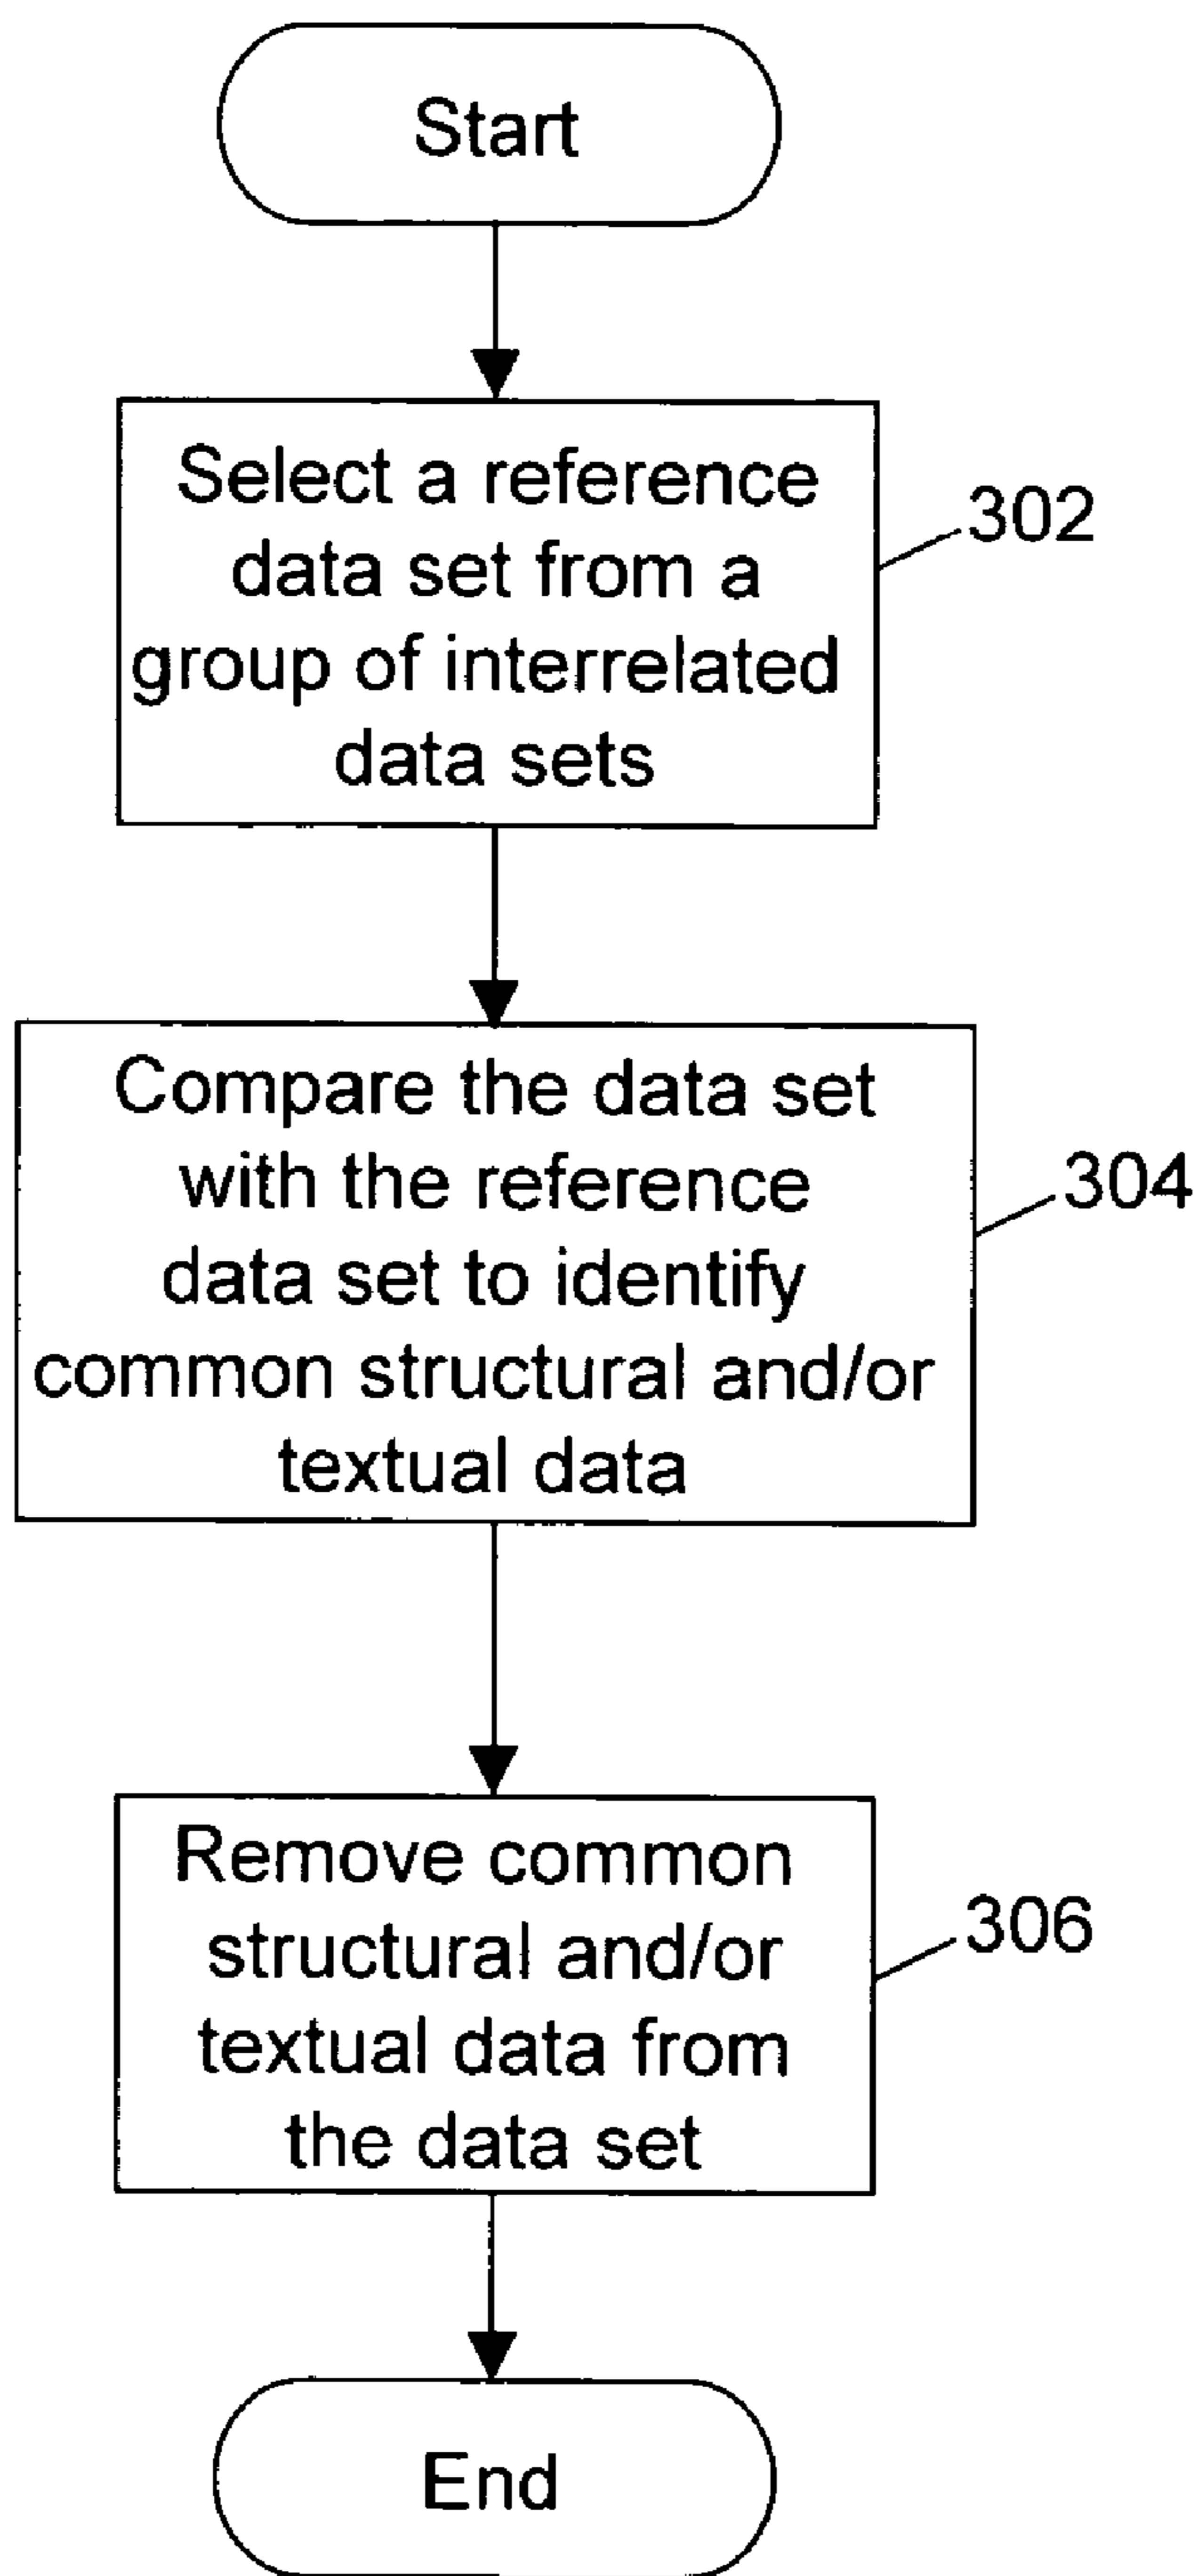 Start
Select a reference
data set from a
group of interrelated
data sets
302
Compare the data set
with the reference
data set to identify
common structural and/or
textual data
304
Remove common
structural and/or
textual data from
the data set
306
End